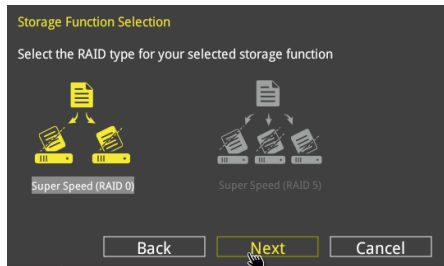 Storage Function Selection
Select the RAID type for your selected storage function
Super Speed (RAID 0)
Super Speed (RAID 5)
Back
Next
Cancel